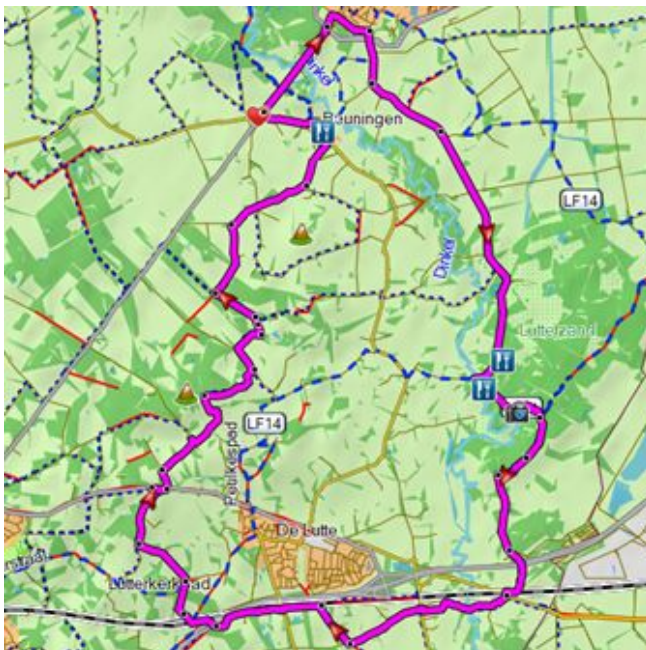 Dinkel
Beuningen
LF14
Dinkel
Lutterzand
LF14
De Lutte
Lutterkerkpad